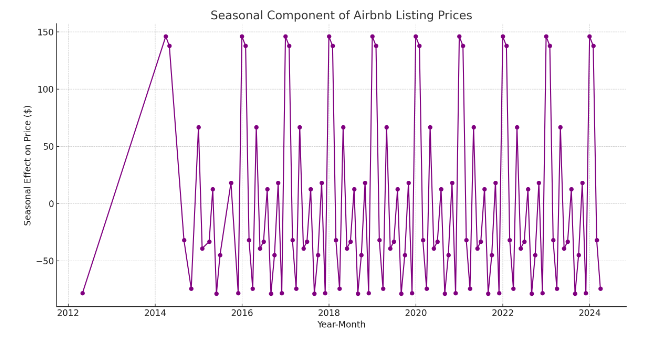 Seasonal Component of Airbnb Listing Prices
150
100
50
0
−50
Seasonal Effect on Price ($)
2012 2014 2016 2018 2020 2022 2024
Year-Month